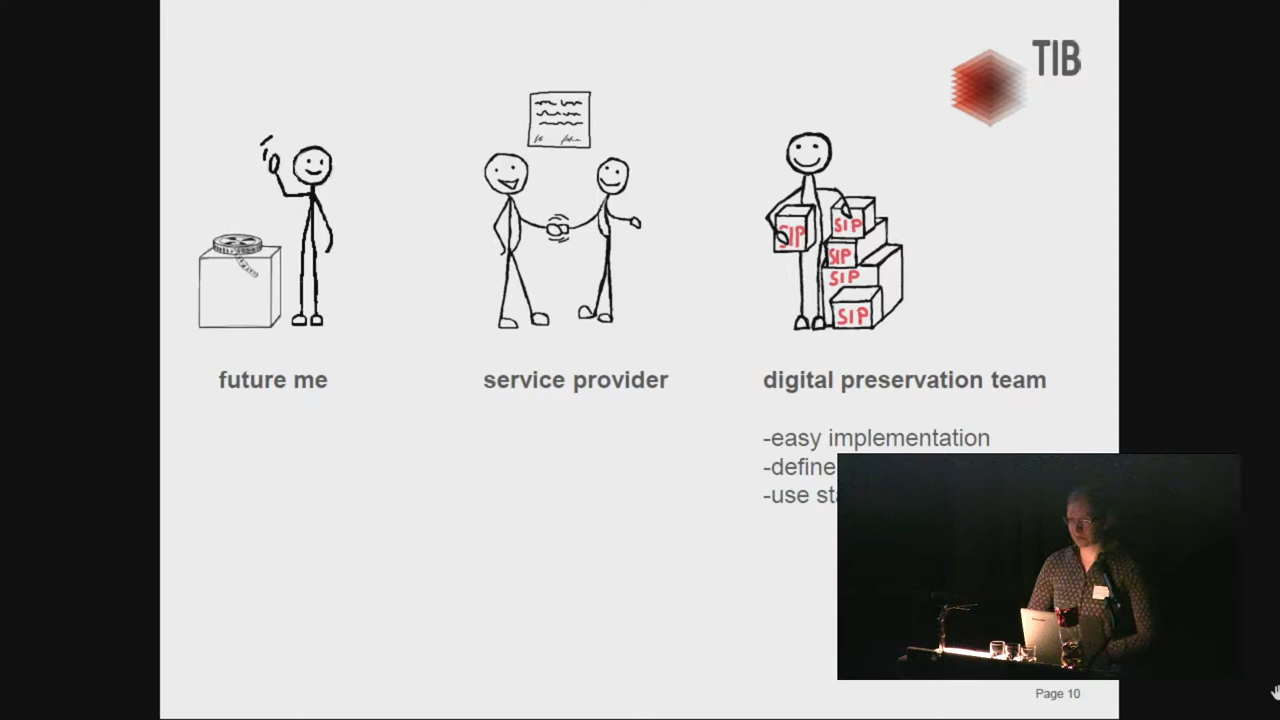 TIB
SIP
SIP
SIP
SIP
SIP
future me
service provider
digital preservation team
-easy implementation
-define
-use
Page 10